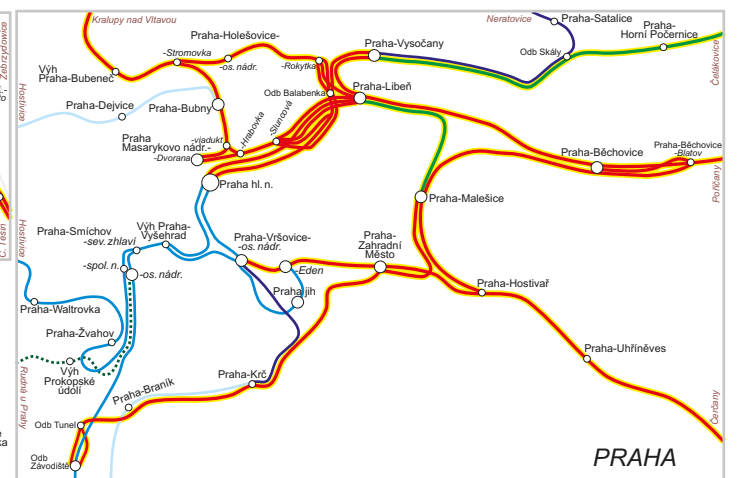 Kralupy nad Vltavou
Neratovice
Praha-Satalice
Praha-
Horní Počernice
Odb Skály
Čelákovice
Praha-Holešovice-
-Stromovka
-os. nádr.
-Rokytka
Praha-Vysočany
Výh
Praha-Bubeneč
Odb Balabenka
Praha-Libeň
Hostivice
Praha-Dejvice
Praha-Bubny
-Hrabovka
-Sluncová
Praha
Masarykovo nádr.-
-viadukt
-Dvorana
Praha-Běchovice
Praha-Běchovice
-Blatov
Poříčany
Praha hl. n.
Praha-Malešice
Hostivice
Praha-Smíchov
-sev. zhlaví
Výh Praha-
Vyšehrad
Praha-Vršovice-
-os. nádr.
Praha-
Zahradní
Město
-spol. n.
-os. nádr.
-Eden
Praha jih
Praha-Hostivař
Praha-Waltrovka
Praha-Žvahov
Praha-Uhříněves
Výh
Prokopské
údolí
Praha-Krč
Praha-Braník
Rudná u Prahy
Čerčany
Odb Tunel
Odb
Závodiště
PRAHA
Zebrzydowice
Č. Těšín